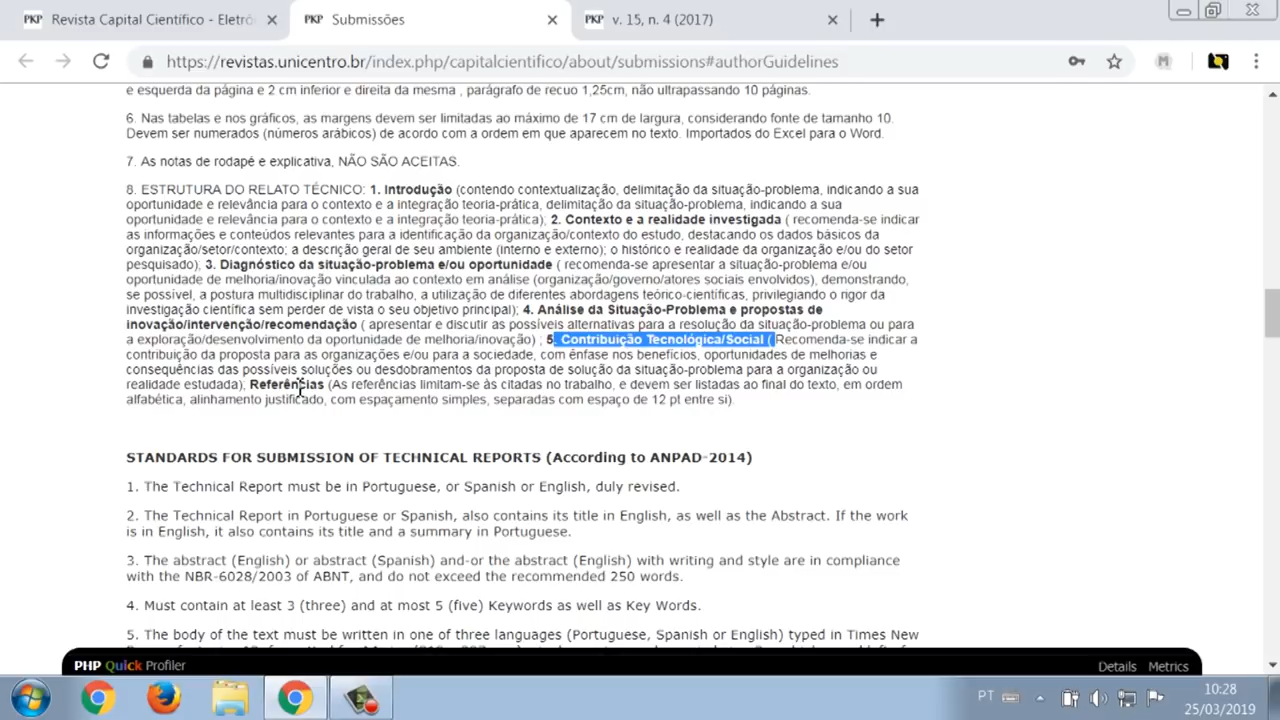 Revista Capital Científico - Eletrô
Submissões
v. 15, n. 4 (2017)
https://revistas.unicentro.br/index.php/capitalcientifico/about/submissions#authorGuidelines
e esquerda da página e 2 cm inferior e direita da mesma , parágrafo de recuo 1,25cm, não ultrapassando 10 páginas.
6. Nas tabelas e nos gráficos, as margens devem ser limitadas ao máximo de 17 cm de largura, considerando fonte de tamanho 10.
Devem ser numerados (números arábicos) de acordo com a ordem em que aparecem no texto. Importados do Excel para o Word.
7. As notas de rodapé e explicativa, NÃO SÃO ACEITAS.
8. ESTRUTURA DO RELATO TÉCNICO: 1. Introdução (contendo contextualização, delimitação da situação-problema, indicando a sua
oportunidade e relevância para o contexto e a integração teoria-prática, delimitação da situação-problema, indicando a sua
oportunidade e relevância para o contexto e a integração teoria-prática); 2. Contexto e a realidade investigada ( recomenda-se indicar
as informações e conteúdos relevantes para a identificação da organização/contexto do estudo, destacando os dados básicos da
organização/setor/contexto; a descrição geral de seu ambiente (interno e externo); o histórico e realidade da organização e/ou do setor
pesquisado); 3. Diagnóstico da situação-problema e/ou oportunidade ( recomenda-se apresentar a situação-problema e/ou
oportunidade de melhoria/inovação vinculada ao contexto em análise (organização/governo/atores sociais envolvidos), demonstrando,
se possível, a postura multidisciplinar do trabalho, a utilização de diferentes abordagens teórico-científicas, privilegiando o rigor da
investigação científica sem perder de vista o seu objetivo principal); 4. Análise da Situação-Problema e propostas de
inovação/intervenção/recomendação ( apresentar e discutir as possíveis alternativas para a resolução da situação-problema ou para
a exploração/desenvolvimento da oportunidade de melhoria/inovação) ; 5. Contribuição Tecnológica/Social ( Recomenda-se indicar a
contribuição da proposta para as organizações e/ou para a sociedade, com ênfase nos benefícios, oportunidades de melhorias e
consequências das possíveis soluções ou desdobramentos da proposta de solução da situação-problema para a organização ou
realidade estudada); Referências (As referências limitam-se às citadas no trabalho, e devem ser listadas ao final do texto, em ordem
alfabética, alinhamento justificado, com espaçamento simples, separadas com espaço de 12 pt entre si).
STANDARDS FOR SUBMISSION OF TECHNICAL REPORTS (According to ANPAD-2014)
1. The Technical Report must be in Portuguese, or Spanish or English, duly revised.
2. The Technical Report in Portuguese or Spanish, also contains its title in English, as well as the Abstract. If the work
is in English, it also contains its title and a summary in Portuguese.
3. The abstract (English) or abstract (Spanish) and-or the abstract (English) with writing and style are in compliance
with the NBR-6028/2003 of ABNT, and do not exceed the recommended 250 words.
4. Must contain at least 3 (three) and at most 5 (five) Keywords as well as Key Words.
5. The body of the text must be written in one of three languages (Portuguese, Spanish or English) typed in Times New
PHP Quick Profiler
Details Metrics
PT
10:28
25/03/2019